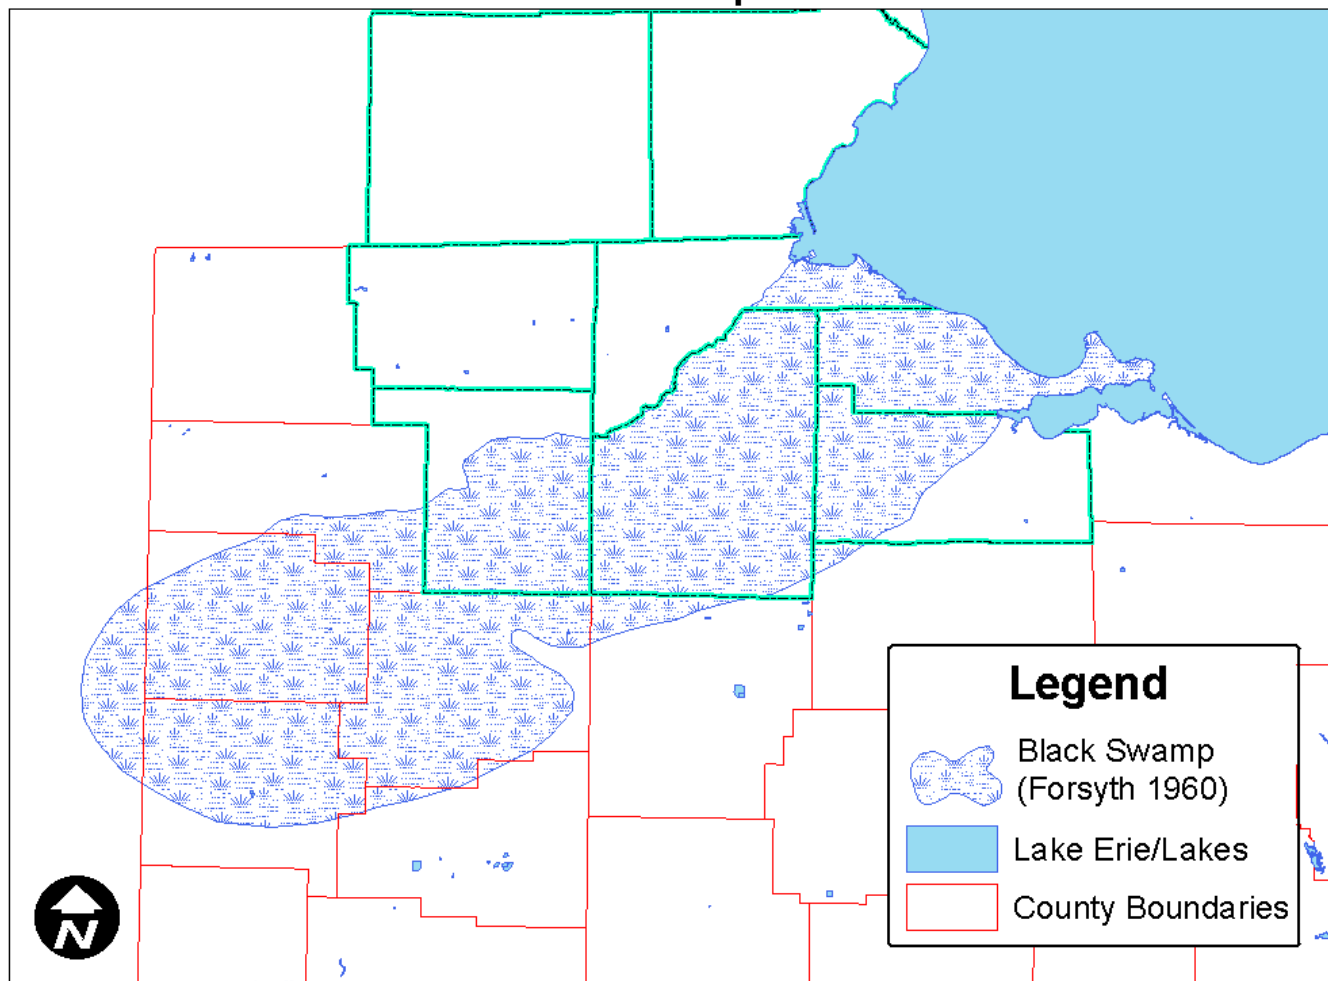 Legend
Black Swamp
(Forsyth 1960)
Lake Erie/Lakes
County Boundaries
N